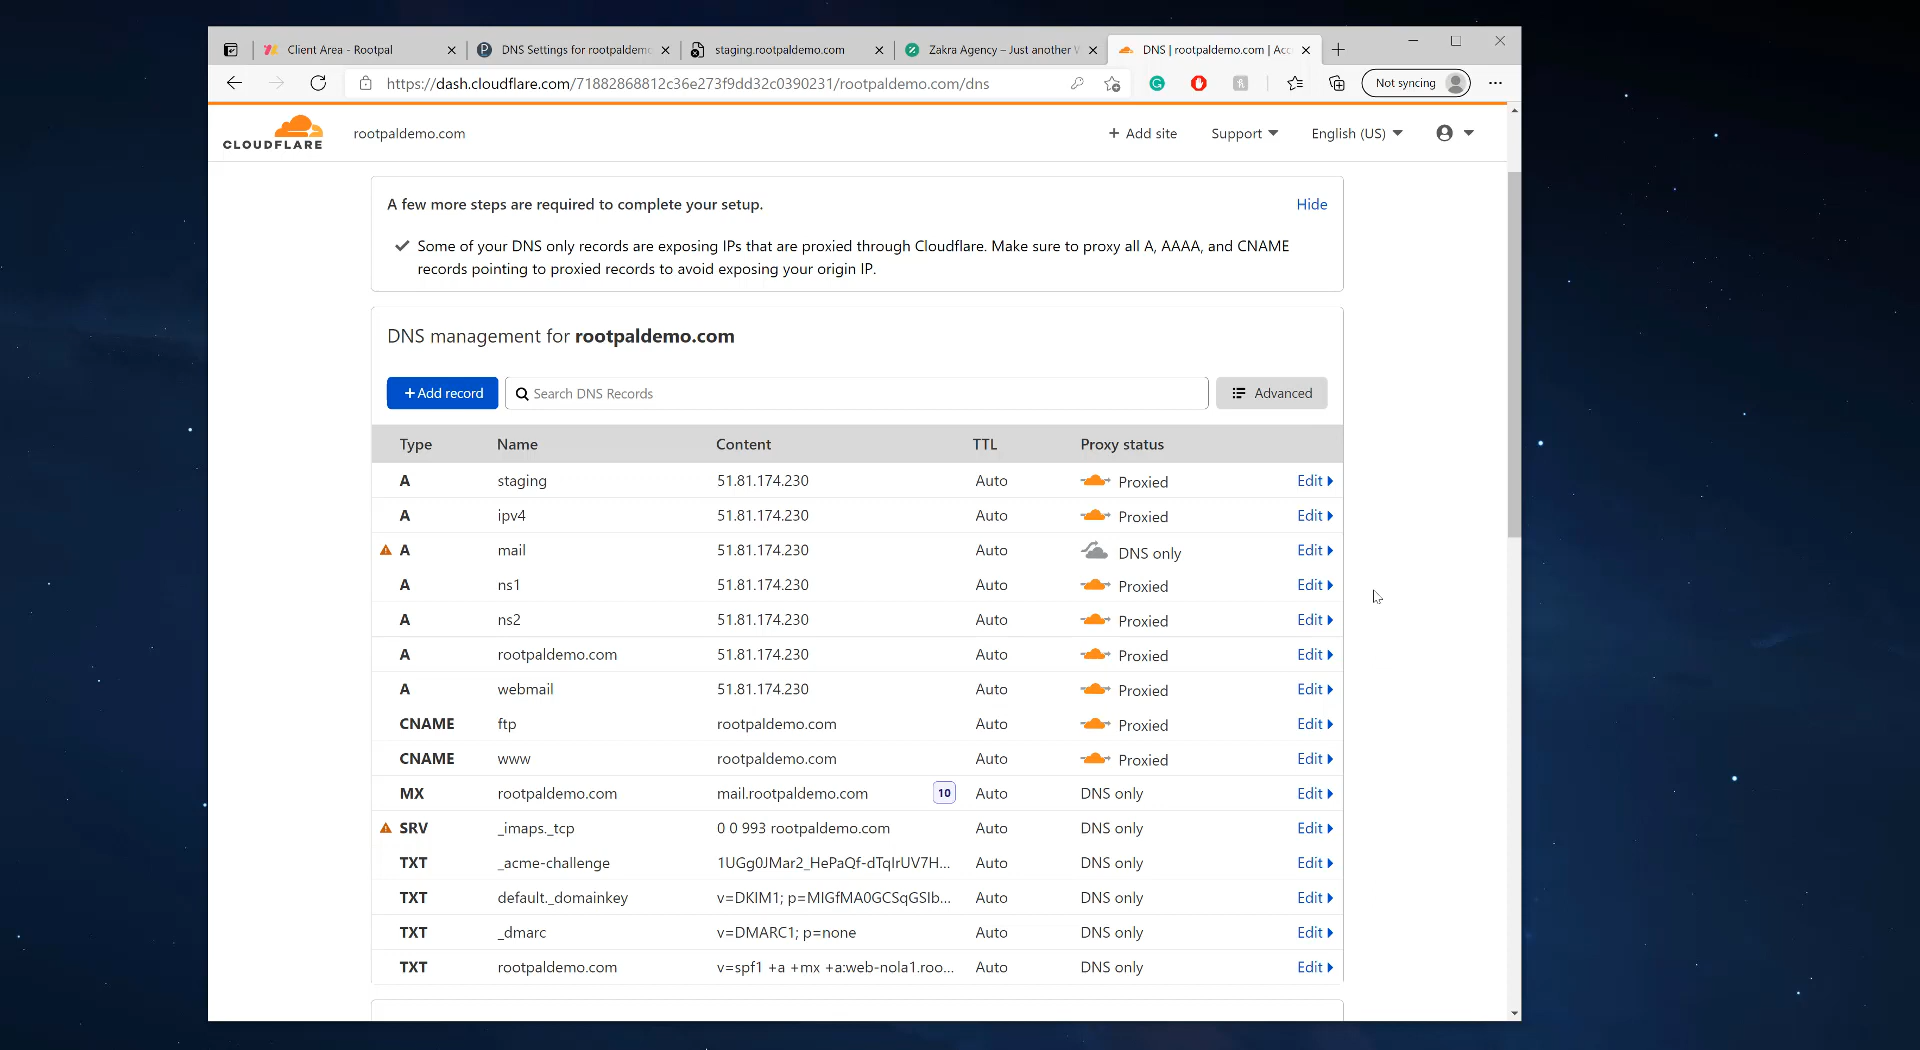 Client Area - Rootpal
DNS Settings for rootpaldemo
staging.rootpaldemo.com
Zakra Agency – Just another W
DNS | rootpaldemo.com | Acc
https://dash.cloudflare.com/71882868812c36e273f9dd32c0390231/rootpaldemo.com/dns
Not syncing
CLOUDFLARE
rootpaldemo.com
+ Add site
Support
English (US)
A few more steps are required to complete your setup.
Hide
Some of your DNS only records are exposing IPs that are proxied through Cloudflare. Make sure to proxy all A, AAAA, and CNAME
records pointing to proxied records to avoid exposing your origin IP.
DNS management for rootpaldemo.com
+ Add record
Search DNS Records
Advanced
Type Name Content TTL Proxy status
A staging 51.81.174.230 Auto Proxied Edit
A ipv4 51.81.174.230 Auto Proxied Edit
A mail 51.81.174.230 Auto DNS only Edit
A ns1 51.81.174.230 Auto Proxied Edit
A ns2 51.81.174.230 Auto Proxied Edit
A rootpaldemo.com 51.81.174.230 Auto Proxied Edit
A webmail 51.81.174.230 Auto Proxied Edit
CNAME ftp rootpaldemo.com Auto Proxied Edit
CNAME www rootpaldemo.com Auto Proxied Edit
MX rootpaldemo.com mail.rootpaldemo.com 10 Auto DNS only Edit
SRV _imaps._tcp 0 0 993 rootpaldemo.com Auto DNS only Edit
TXT _acme-challenge 1UGg0JMar2_HePaQf-dTqIrUV7H... Auto DNS only Edit
TXT default._domainkey v=DKIM1; p=MIGfMA0GCSqGSIb... Auto DNS only Edit
TXT _dmarc v=DMARC1; p=none Auto DNS only Edit
TXT rootpaldemo.com v=spf1 +a +mx +a:web-nola1.roo... Auto DNS only Edit